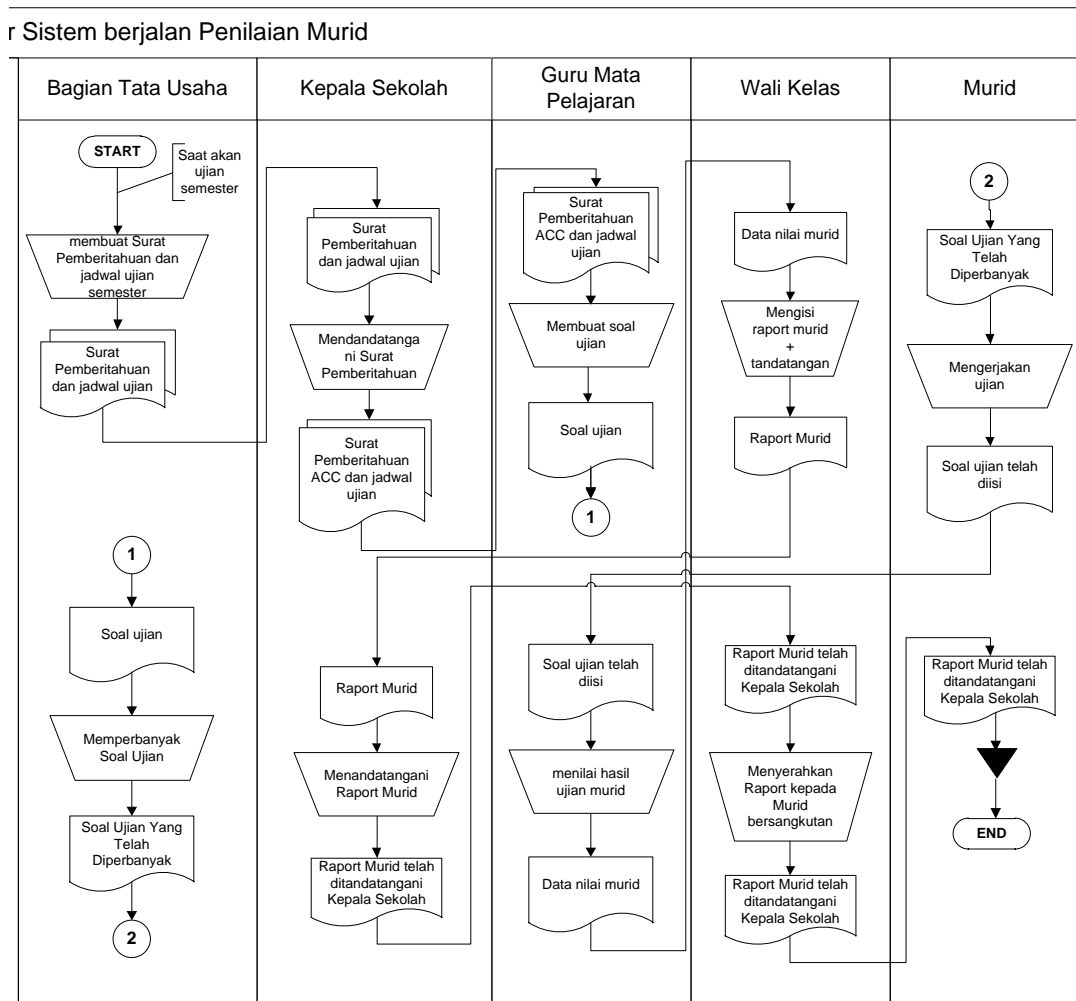 r Sistem berjalan Penilaian Murid
Bagian Tata Usaha
Kepala Sekolah
Guru Mata
Pelajaran
Wali Kelas
Murid
START
Saat akan
ujian
semester
membuat Surat
Pemberitahuan dan
jadwal ujian
semester
Surat
Pemberitahuan
dan jadwal ujian
1
Soal ujian
Memperbanyak
Soal Ujian
Soal Ujian Yang
Telah
Diperbanyak
2
Surat
Pemberitahuan
dan jadwal ujian
Mendandatanga
ni Surat
Pemberitahuan
Surat
Pemberitahuan
ACC dan jadwal
ujian
Raport Murid
Menandatangani
Raport Murid
Raport Murid telah
ditandatangani
Kepala Sekolah
Surat
Pemberitahuan
ACC dan jadwal
ujian
Membuat soal
ujian
Soal ujian
1
Soal ujian telah
diisi
menilai hasil
ujian murid
Data nilai murid
Data nilai murid
Mengisi
raport murid
+
tandatangan
Raport Murid
Raport Murid telah
ditandatangani
Kepala Sekolah
Menyerahkan
Raport kepada
Murid
bersangkutan
Raport Murid telah
ditandatangani
Kepala Sekolah
2
Soal Ujian Yang
Telah
Diperbanyak
Mengerjakan
ujian
Soal ujian telah
diisi
Raport Murid telah
ditandatangani
Kepala Sekolah
END